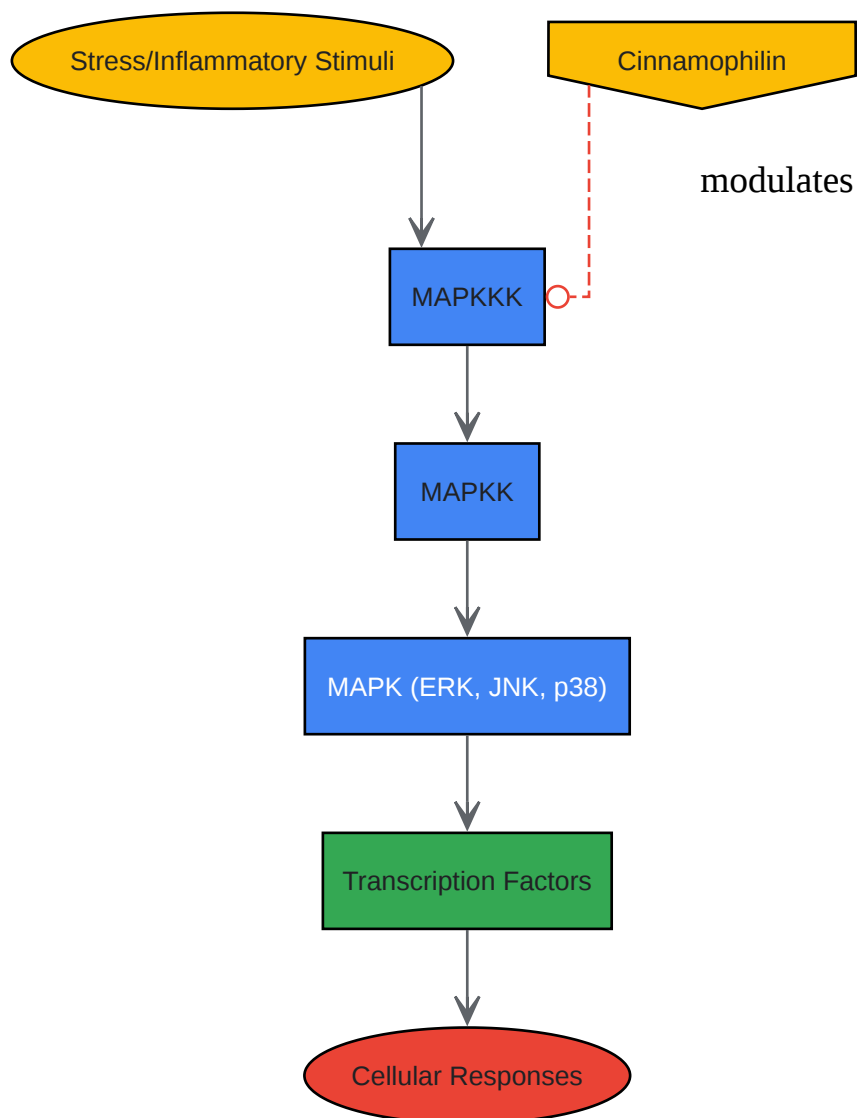 Stress/Inflammatory Stimuli
Cinnamophilin
modulates
MAPKKK
MAPKK
MAPK (ERK, JNK, p38)
Transcription Factors
Cellular Responses